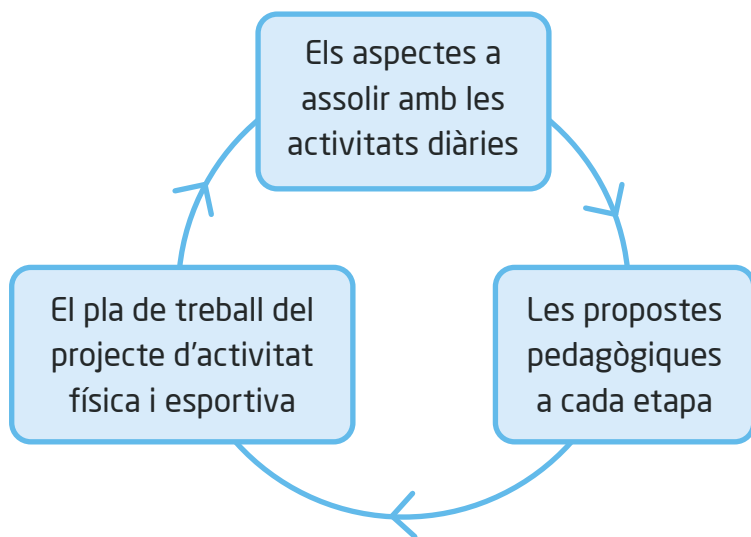 Els aspectes a
assolir amb les
activitats diàries
El pla de treball del
projecte d’activitat
física i esportiva
Les propostes
pedagògiques
a cada etapa